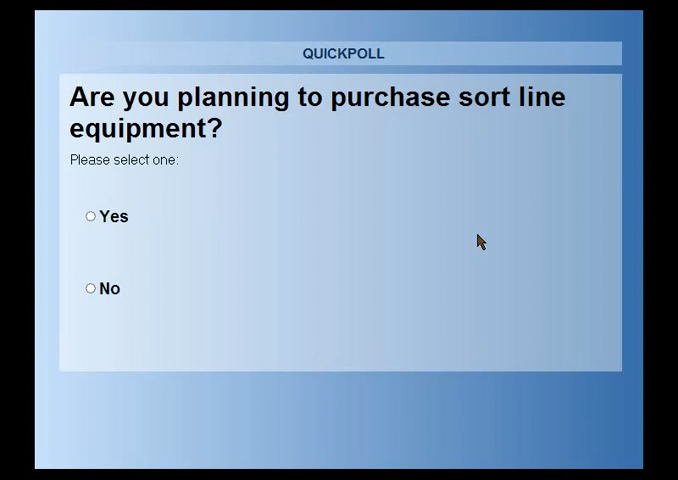 QUICKPOLL
Are you planning to purchase sort line
equipment?
Please select one:
Yes
No